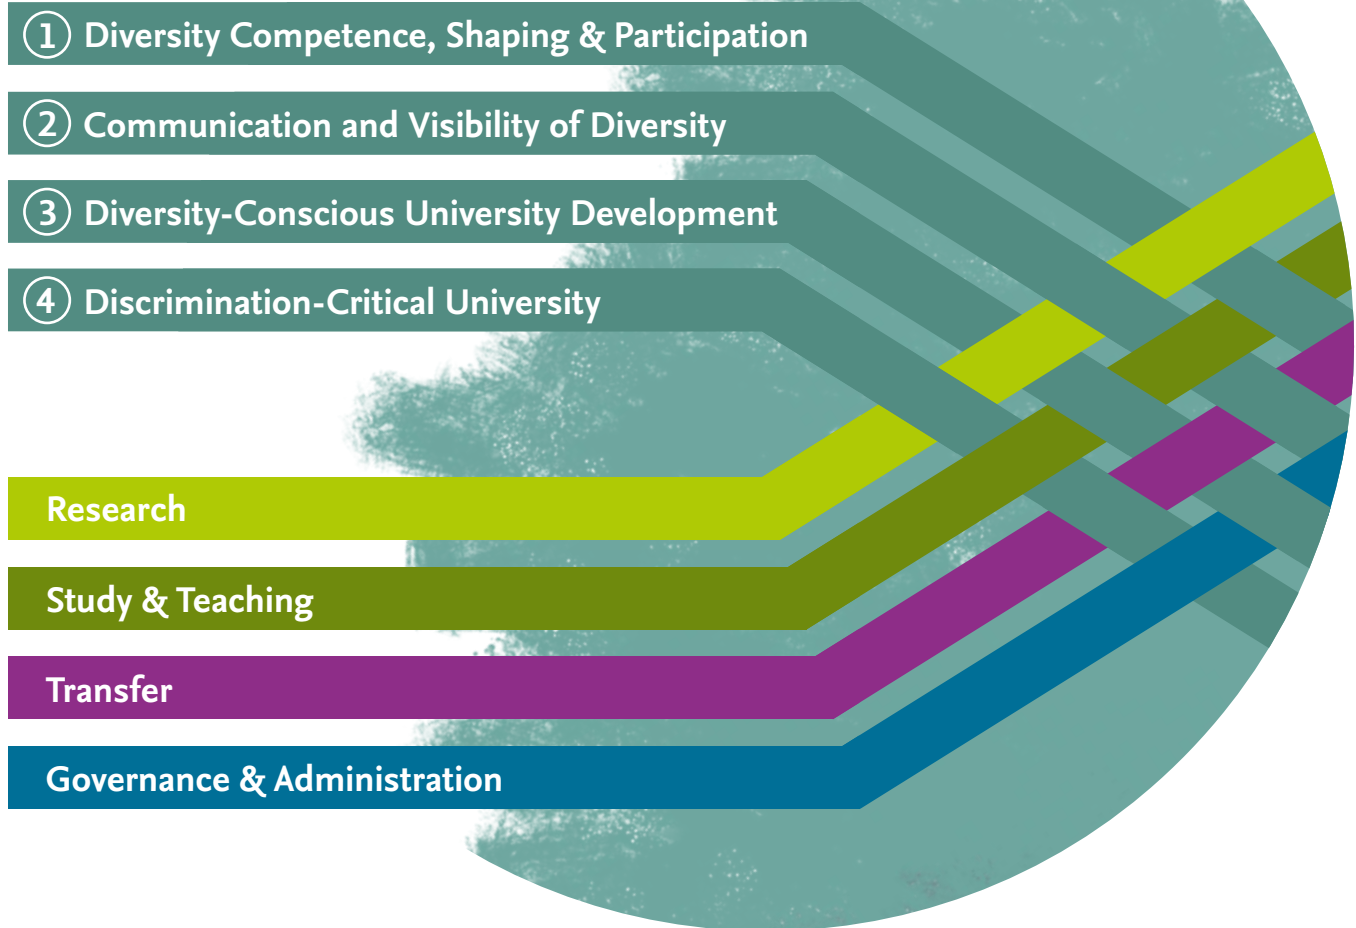 1 Diversity Competence, Shaping & Participation
2 Communication and Visibility of Diversity
3 Diversity-Conscious University Development
4 Discrimination-Critical University
Research
Study & Teaching
Transfer
Governance & Administration